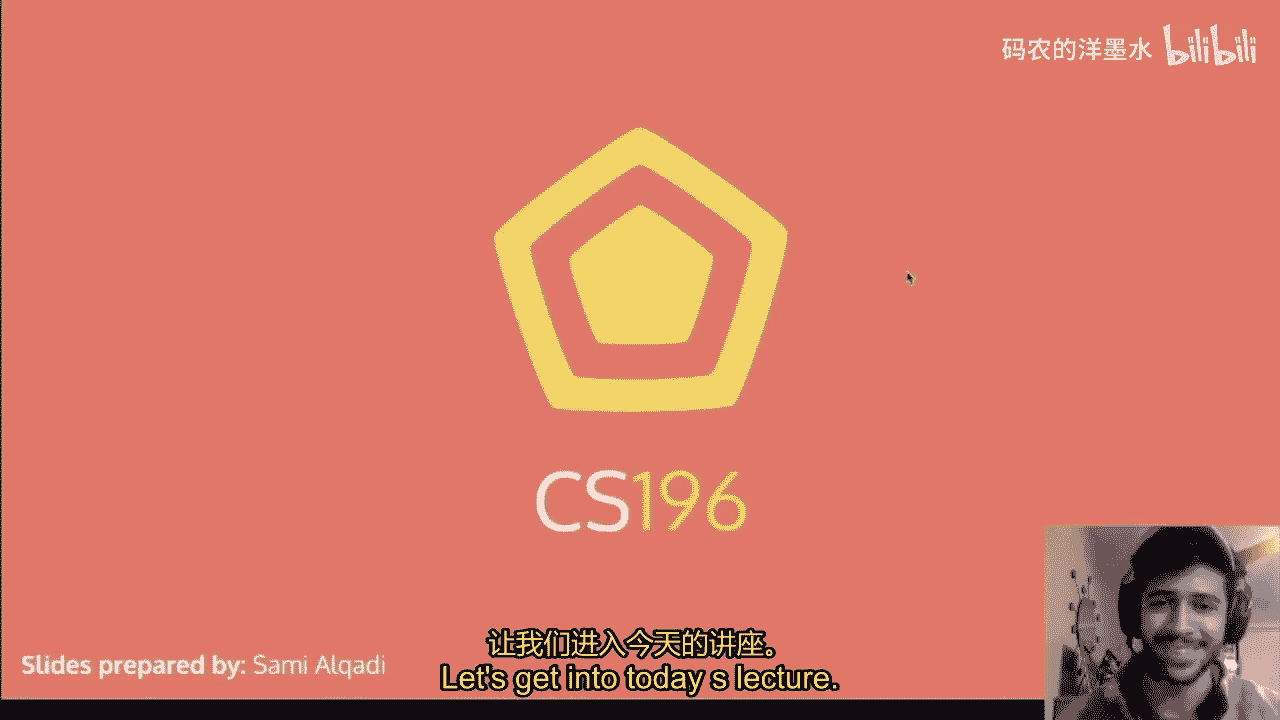 码农的洋墨水 bilibili
CS196
让我们进入今天的讲座。
Slides prepared by: Sami Alqadi
Let's get into today s lecture.